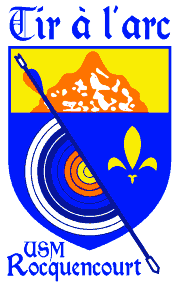 Tir à l'arc
USM
Rocquencourt